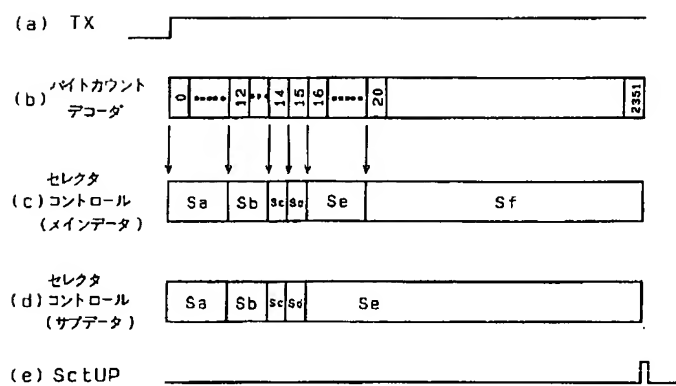 (a) TX
(b) バイトカウント
デコーダ
0 ..... 12 ... 14 15 16 ..... 20 2351
セレクタ
(c) コントロール
(メインデータ)
Sa Sb Sc Sd Se Sf
セレクタ
(d) コントロール
(サブデータ)
Sa Sb Sc Sd Se
(e) SctUP